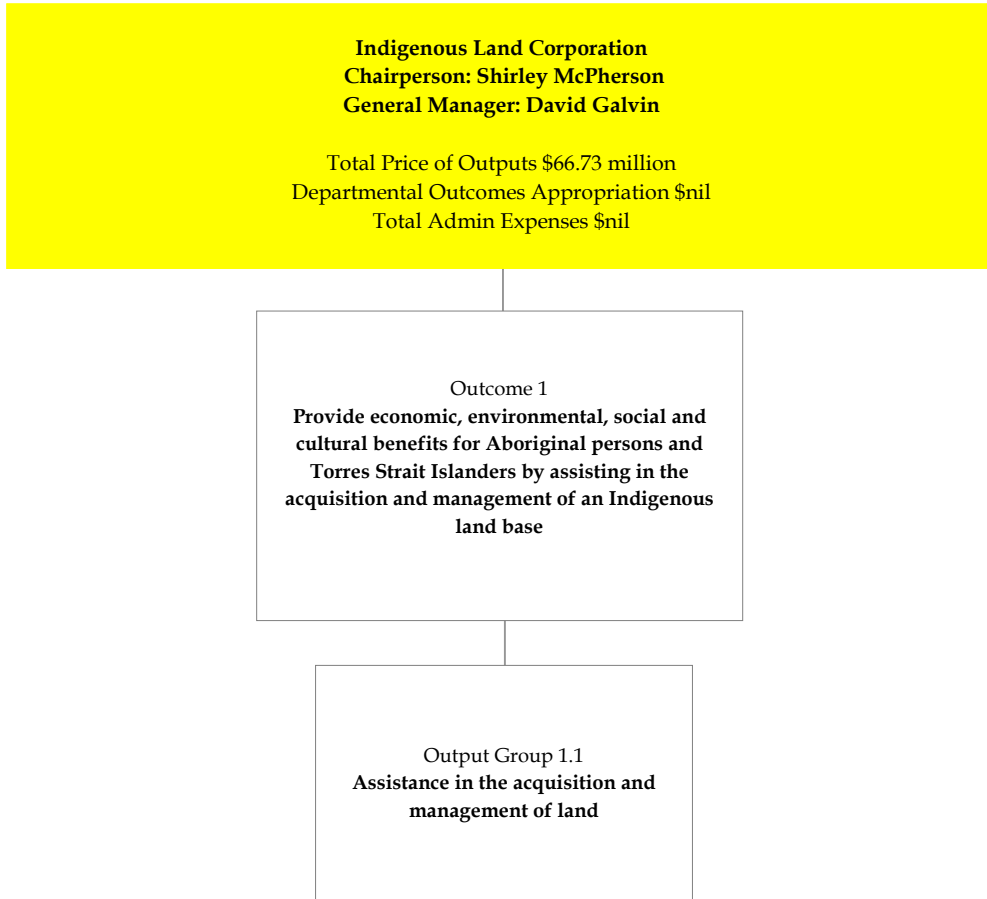 Indigenous Land Corporation
Chairperson: Shirley McPherson
General Manager: David Galvin
Total Price of Outputs $66.73 million
Departmental Outcomes Appropriation $nil
Total Admin Expenses $nil
Outcome 1
Provide economic, environmental, social and
cultural benefits for Aboriginal persons and
Torres Strait Islanders by assisting in the
acquisition and management of an Indigenous
land base
Output Group 1.1
Assistance in the acquisition and
management of land